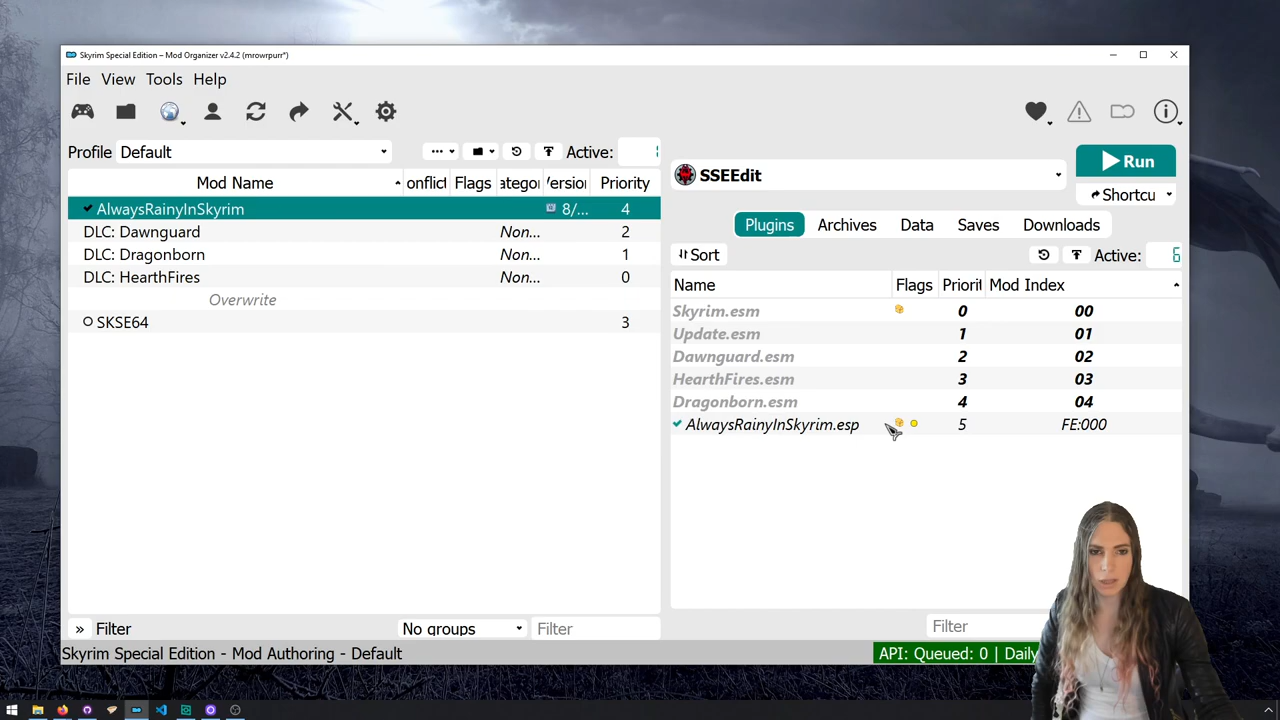 Skyrim Special Edition – Mod Organizer v2.4.2 (mrowrpurr*)
File View Tools Help
Profile Default Active:
Mod Name onflict Flags ategor /ersion Priority
AlwaysRainyInSkyrim 8/... 4
DLC: Dawnguard Non... 2
DLC: Dragonborn Non... 1
DLC: HearthFires Non... 0
Overwrite
SKSE64 3
» Filter No groups Filter
SSEEdit Run
Shortcu
Plugins Archives Data Saves Downloads
Sort Active: 6
Name Flags Priorit Mod Index
Skyrim.esm 0 00
Update.esm 1 01
Dawnguard.esm 2 02
HearthFires.esm 3 03
Dragonborn.esm 4 04
AlwaysRainyInSkyrim.esp 5 FE:000
Filter
Skyrim Special Edition - Mod Authoring - Default API: Queued: 0 | Daily